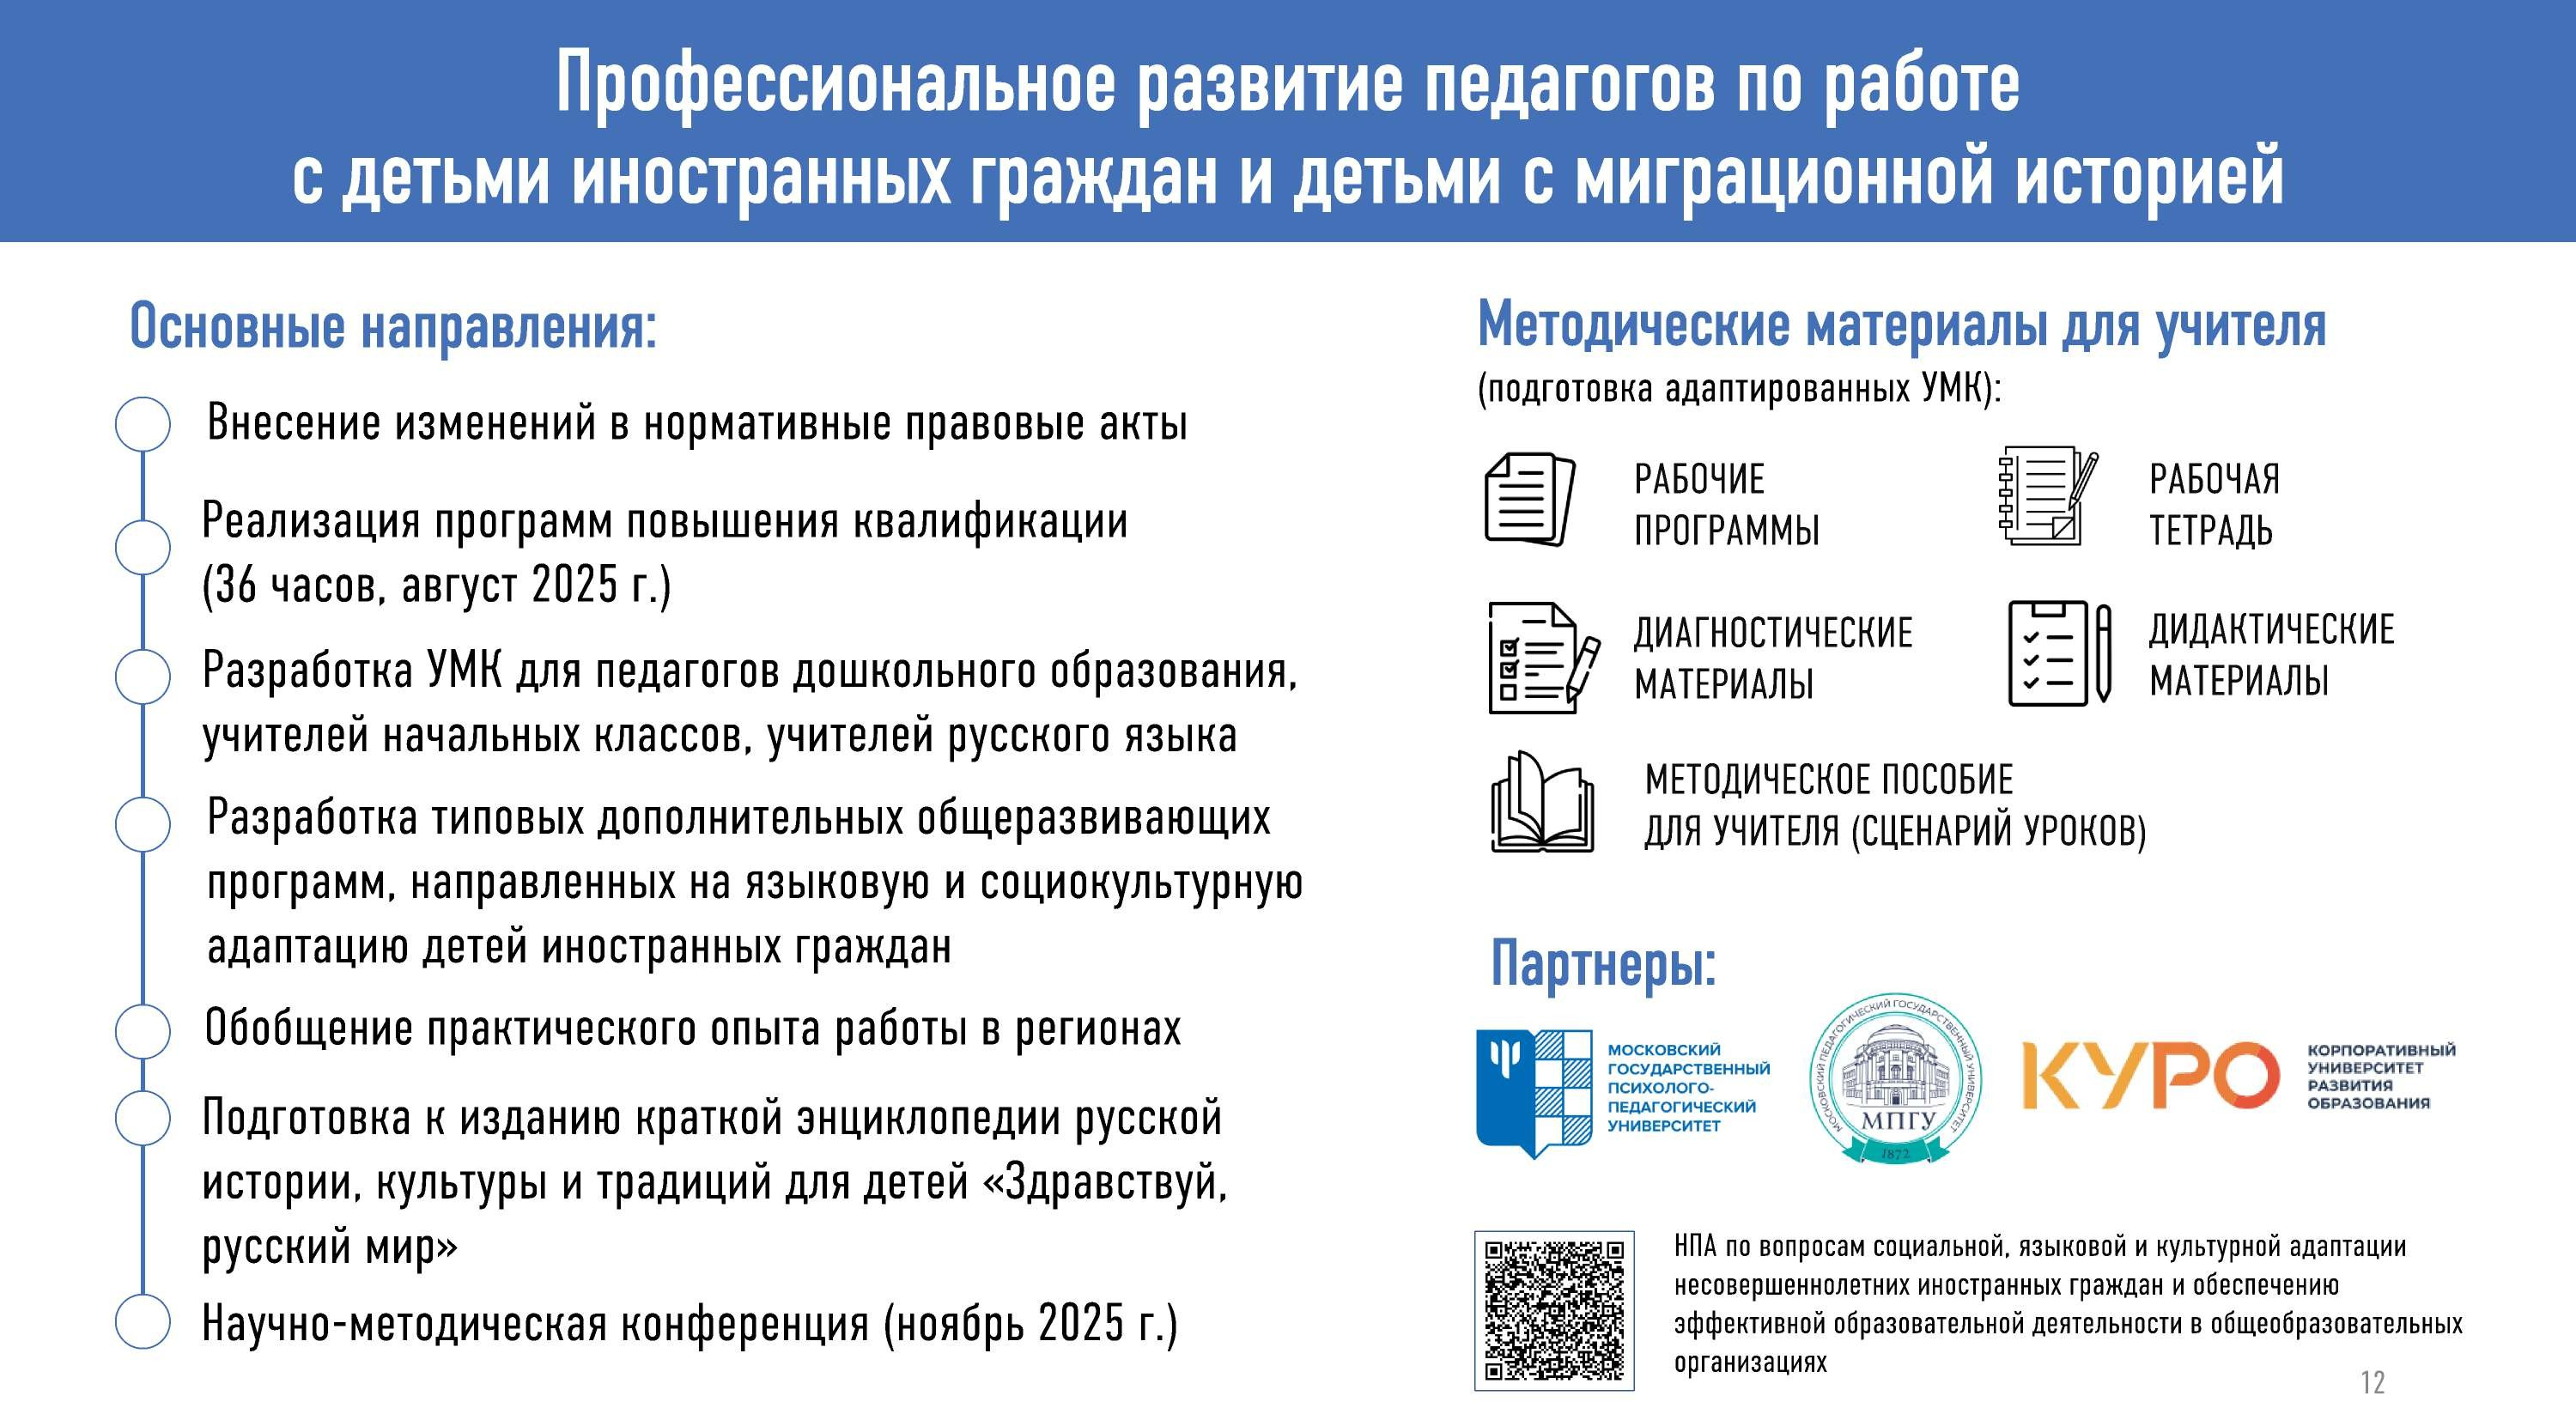 Профессиональное развитие педагогов по работе
с детьми иностранных граждан и детьми с миграционной историей
Основные направления:
Внесение изменений в нормативные правовые акты
Реализация программ повышения квалификации
(36 часов, август 2025 г.)
Разработка УМК для педагогов дошкольного образования,
учителей начальных классов, учителей русского языка
Разработка типовых дополнительных общеразвивающих
программ, направленных на языковую и социокультурную
адаптацию детей иностранных граждан
Обобщение практического опыта работы в регионах
Подготовка к изданию краткой энциклопедии русской
истории, культуры и традиций для детей «Здравствуй,
русский мир»
Научно-методическая конференция (ноябрь 2025 г.)
Методические материалы для учителя
(подготовка адаптированных УМК):
РАБОЧИЕ
ПРОГРАММЫ
РАБОЧАЯ
ТЕТРАДЬ
ДИАГНОСТИЧЕСКИЕ
МАТЕРИАЛЫ
ДИДАКТИЧЕСКИЕ
МАТЕРИАЛЫ
МЕТОДИЧЕСКОЕ ПОСОБИЕ
ДЛЯ УЧИТЕЛЯ (СЦЕНАРИЙ УРОКОВ)
Партнеры:
МОСКОВСКИЙ
ГОСУДАРСТВЕННЫЙ
ПСИХОЛОГО-
ПЕДАГОГИЧЕСКИЙ
УНИВЕРСИТЕТ
МОСКОВСКИЙ ПЕДАГОГИЧЕСКИЙ ГОСУДАРСТВЕННЫЙ УНИВЕРСИТЕТ
МПГУ
1872
КУРО
КОРПОРАТИВНЫЙ
УНИВЕРСИТЕТ
РАЗВИТИЯ
ОБРАЗОВАНИЯ
НПА по вопросам социальной, языковой и культурной адаптации
несовершеннолетних иностранных граждан и обеспечению
эффективной образовательной деятельности в общеобразовательных
организациях
12